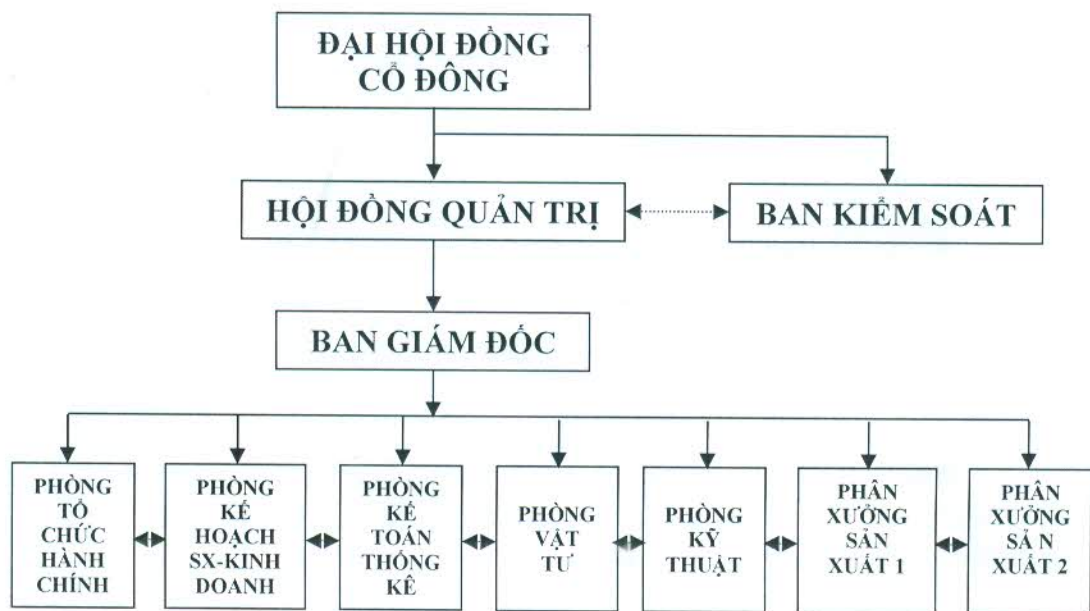 ĐẠI HỘI ĐỒNG
CỔ ĐÔNG
HỘI ĐỒNG QUẢN TRỊ
BAN KIỂM SOÁT
BAN GIÁM ĐỐC
PHÒNG
TỔ
CHỨC
HÀNH
CHÍNH
PHÒNG
KẾ
HOẠCH
SX-KINH
DOANH
PHÒNG
KẾ
TOÁN
THỐNG
KÊ
PHÒNG
VẬT
TƯ
PHÒNG
KỸ
THUẬT
PHÂN
XƯỞNG
SẢN
XUẤT 1
PHÂN
XƯỞNG
SẢ N
XUẤT 2